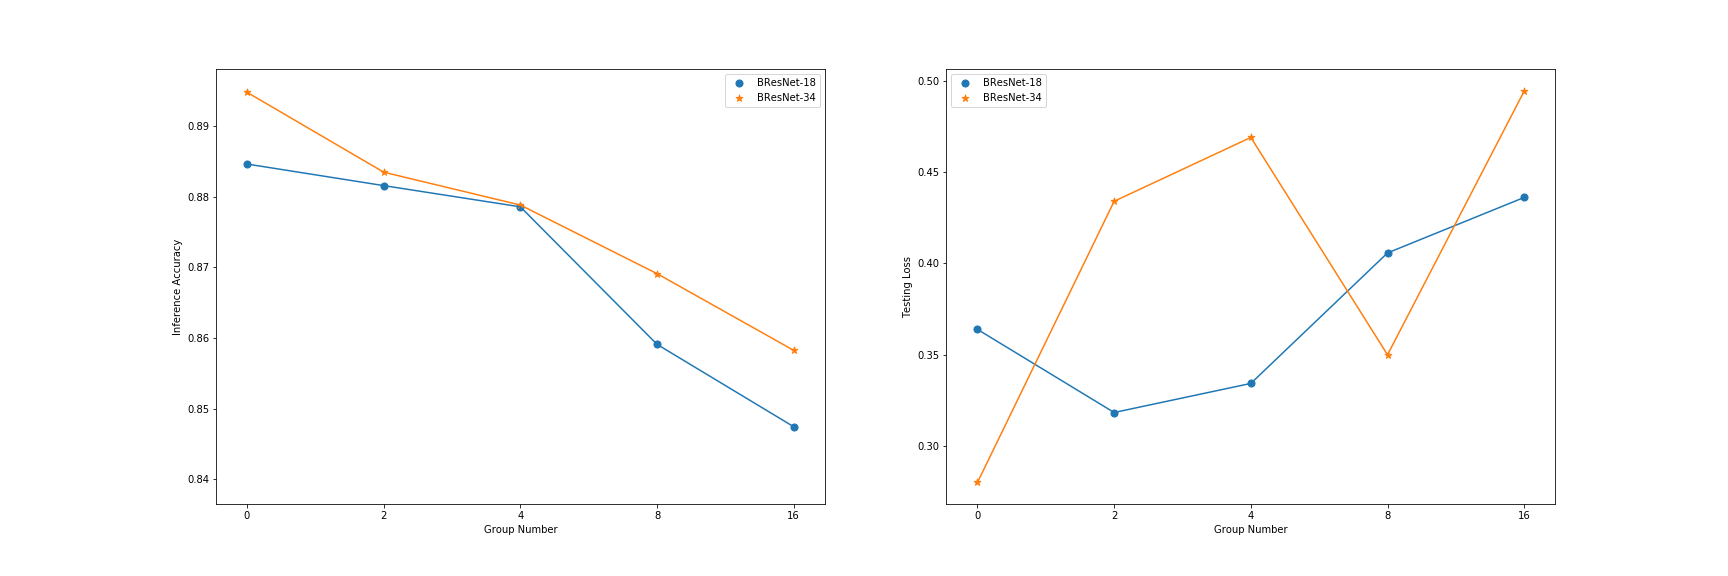 BResNet-18
BResNet-34
0.89
0.88
0.87
0.86
0.85
0.84
Inference Accuracy
0 2 4 8 16
Group Number
BResNet-18
BResNet-34
0.50
0.45
0.40
0.35
0.30
Testing Loss
0 2 4 8 16
Group Number